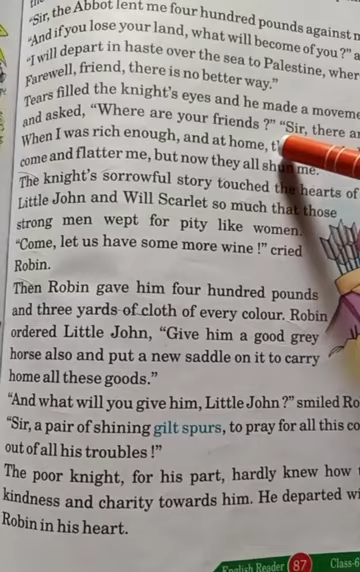 "Sir, the Abbot lent me four hundred pounds against
"And if you lose your land, what will become of you?"
"I will depart in haste over the sea to Palestine,
Farewell, friend, there is no better way."
Tears filled the knight's eyes and he made a
and asked, "Where are your friends ?" "Sir, there
When I was rich enough, and at home,
come and flatter me, but now they all shun me.
The knight's sorrowful story touched the hearts of
Little John and Will Scarlet so much that those
strong men wept for pity like women.
"Come, let us have some more wine !" cried
Robin.
Then Robin gave him four hundred pounds
and three yards of cloth of every colour. Robin
ordered Little John, "Give him a good grey
horse also and put a new saddle on it to carry
home all these goods."
"And what will you give him, Little John ?" smiled
"Sir, a pair of shining gilt spurs, to pray for all this
out of all his troubles !"
The poor knight, for his part, hardly knew how
kindness and charity towards him. He departed
Robin in his heart.
English Reader 87 Class-6